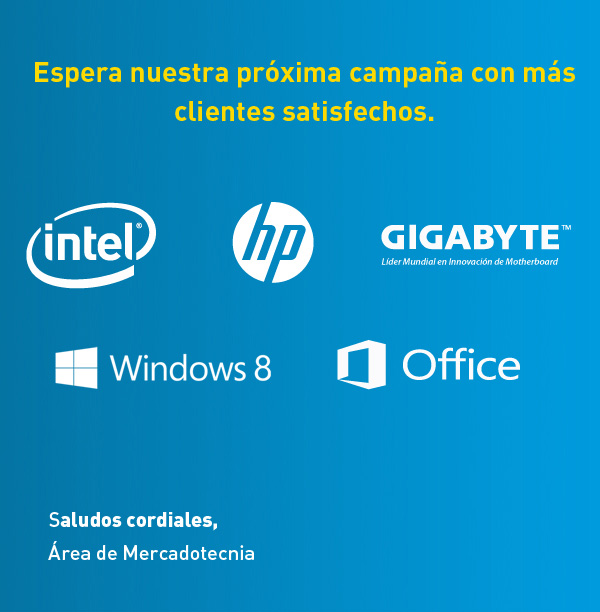 Espera nuestra próxima campaña con más
clientes satisfechos.
intel®
hp
GIGABYTE™
Líder Mundial en Innovación de Motherboard
Windows 8
Office
Saludos cordiales,
Área de Mercadotecnia